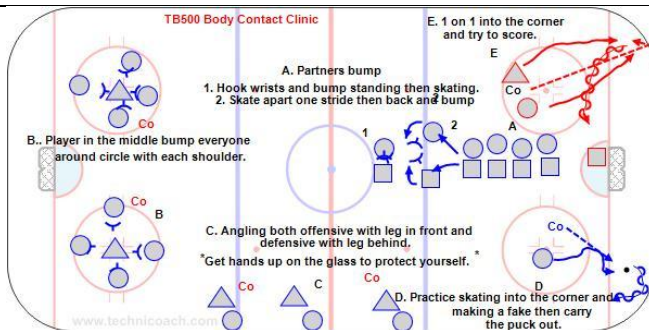 TB500 Body Contact Clinic
E. 1 on 1 into the corner
and try to score.
E
Co
A. Partners bump
1. Hook wrists and bump standing then skating.
2. Skate apart one stride then back and bump
Co
B.. Player in the middle bump everyone
around circle with each shoulder.
1
2
2
A
Co
B
C. Angling both offensive with leg in front and
defensive with leg behind.
*Get hands up on the glass to protect yourself. *
Co
D
D. Practice skating into the corner and
making a fake then carry
the puck out.
Co
C
Co
www.technicoach.com